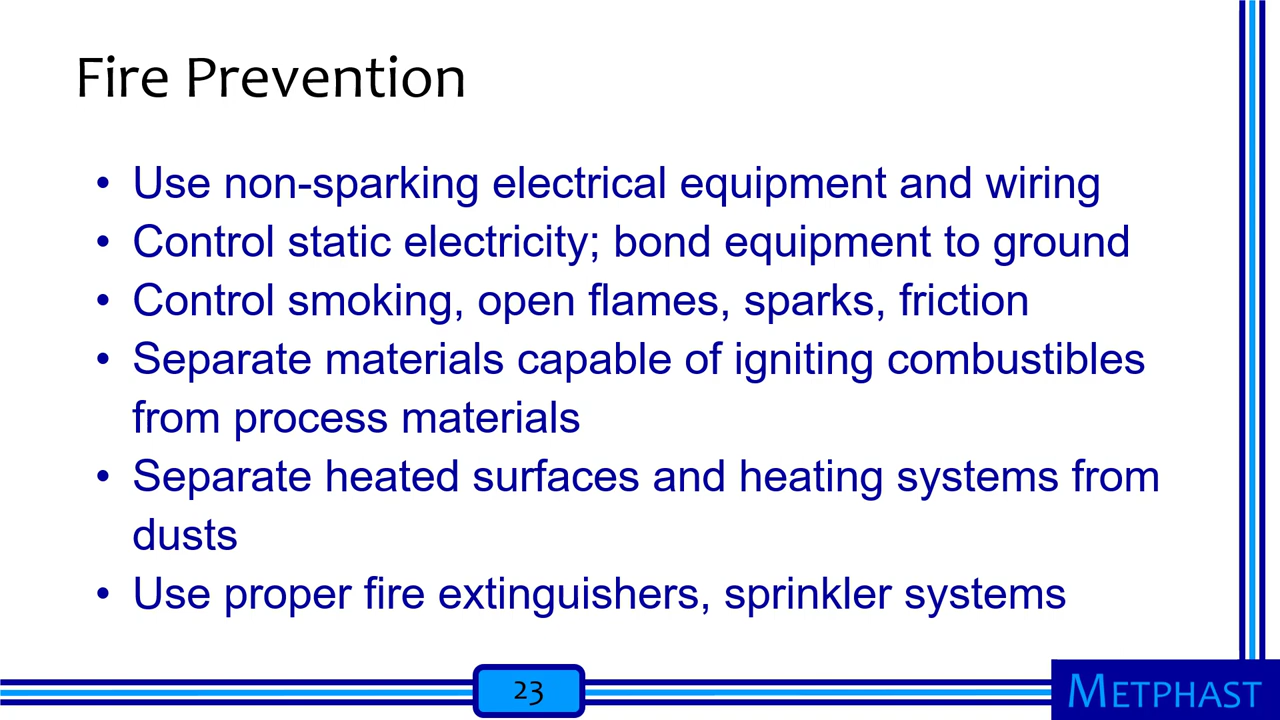 Fire Prevention
• Use non-sparking electrical equipment and wiring
• Control static electricity; bond equipment to ground
• Control smoking, open flames, sparks, friction
• Separate materials capable of igniting combustibles
from process materials
• Separate heated surfaces and heating systems from
dusts
• Use proper fire extinguishers, sprinkler systems
23
METPHAST